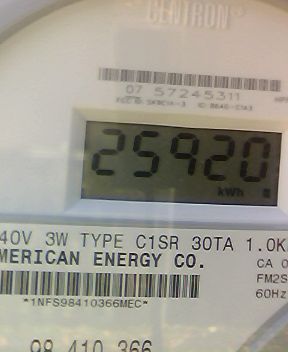 CENTRON
07 57245311
25920
kWh
40V 3W TYPE C1SR 30TA 1.0K
MERICAN ENERGY CO.
CA 0
FM2S
60Hz
*1NFS98410366MEC*
98 410 366